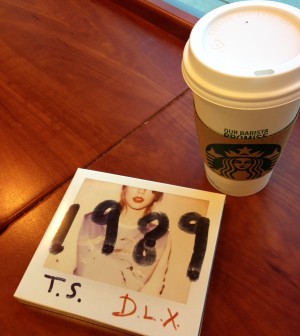 OUR BARISTA
PROMISE
1989
T.S. D.L.X.